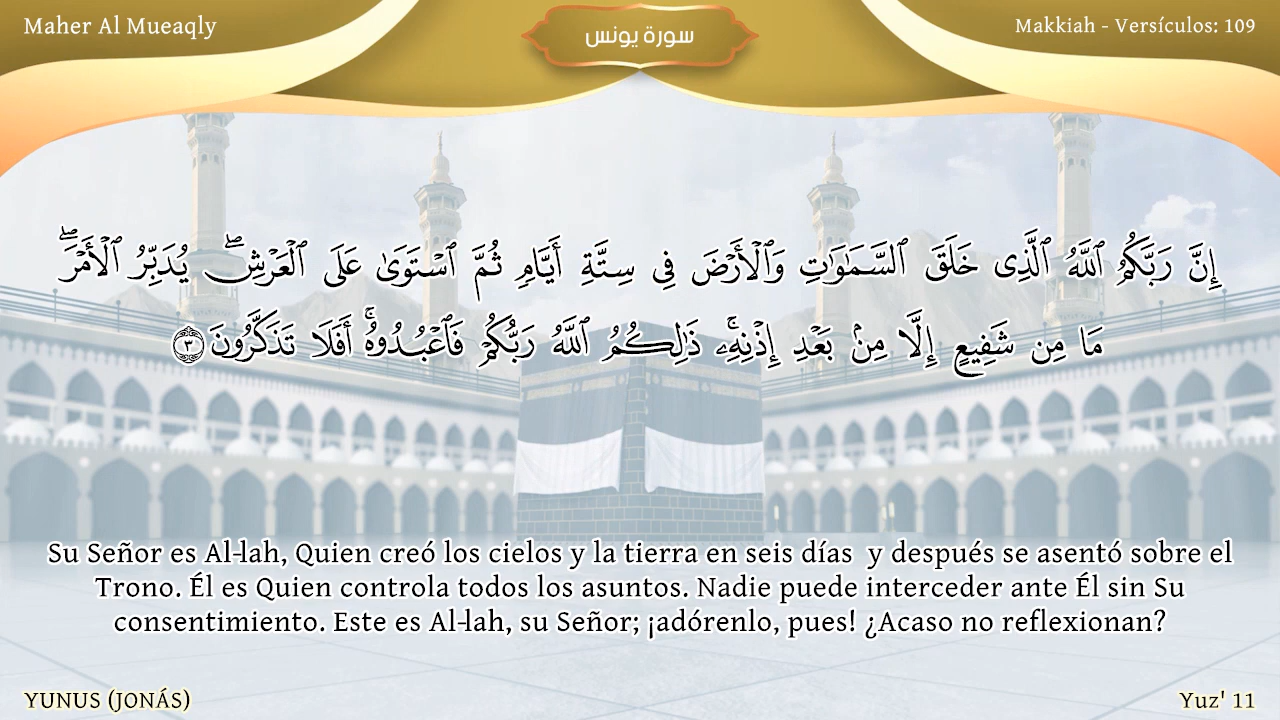 Maher Al Mueaqly
سورة يونس
Makkiah - Versículos: 109
إِنَّ رَبَّكُمُ ٱللَّهُ ٱلَّذِى خَلَقَ ٱلسَّمَٰوَٰتِ وَٱلْأَرْضَ فِى سِتَّةِ أَيَّامٍ ثُمَّ ٱسْتَوَىٰ عَلَى ٱلْعَرْشِ ۖ يُدَبِّرُ ٱلْأَمْرَ ۖ
مَا مِن شَفِيعٍ إِلَّا مِنۢ بَعْدِ إِذْنِهِۦ ۚ ذَٰلِكُمُ ٱللَّهُ رَبُّكُمْ فَٱعْبُدُوهُ ۚ أَفَلَا تَذَكَّرُونَ ٣
Su Señor es Al-lah, Quien creó los cielos y la tierra en seis días  y después se asentó sobre el
Trono. Él es Quien controla todos los asuntos. Nadie puede interceder ante Él sin Su
consentimiento. Este es Al-lah, su Señor; ¡adórenlo, pues! ¿Acaso no reflexionan?
YUNUS (JONÁS)
Yuz' 11